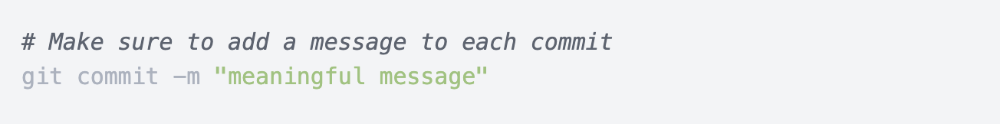 # Make sure to add a message to each commit
git commit -m "meaningful message"